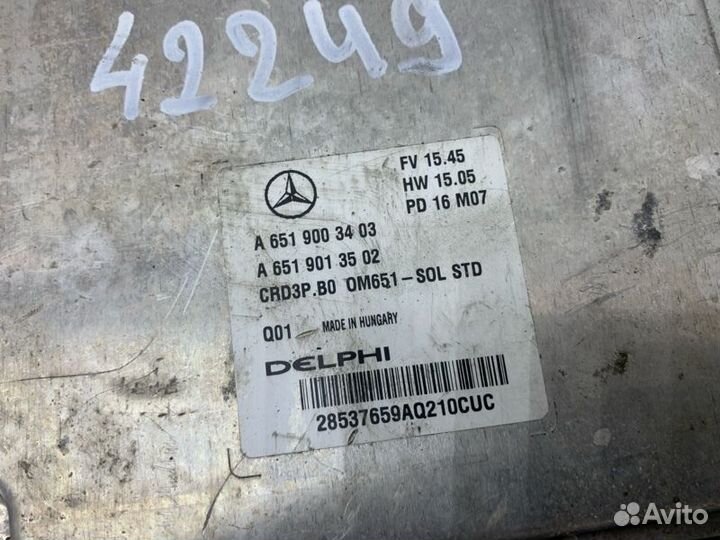 42249
FV 15.45
HW 15.05
PD 16 M07
A 651 900 34 03
A 651 901 35 02
CRD3P.B0 OM651-SOL STD
Q01 MADE IN HUNGARY
DELPHI
28537659AQ210CUC
Avito